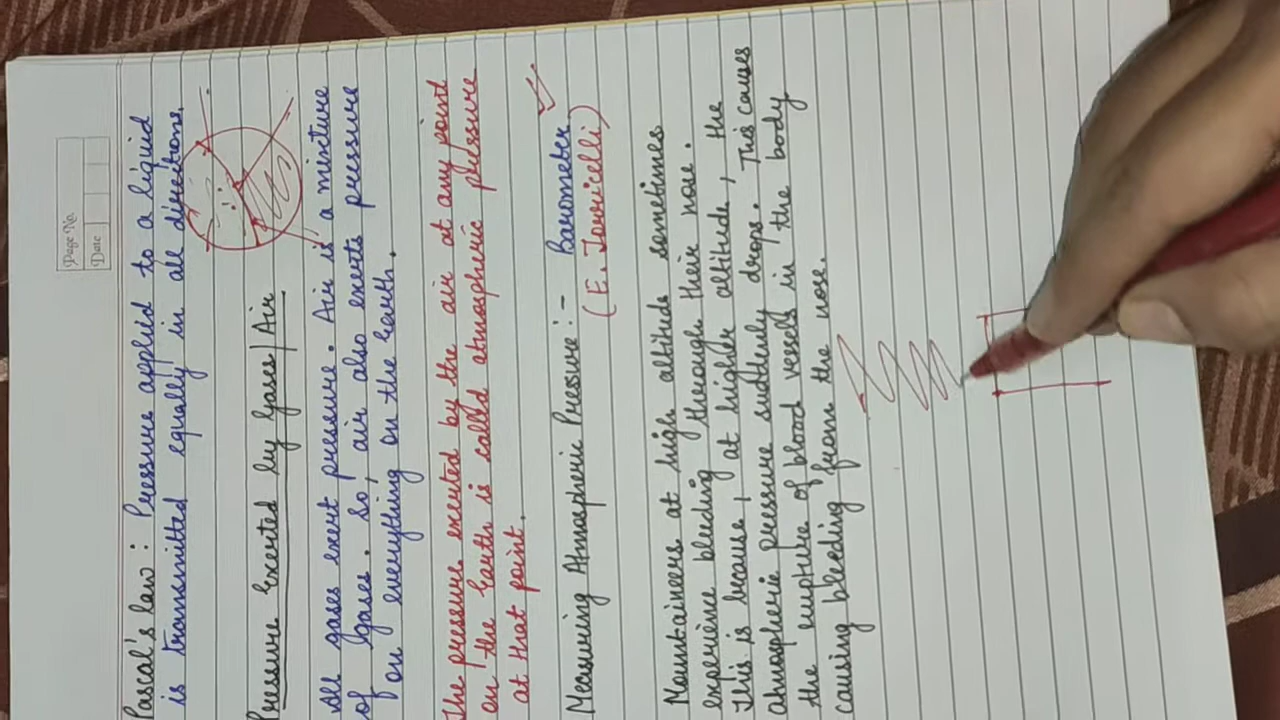 Page No.
Date
Pascal's law : Pressure applied to a liquid
is transmitted equally in all directions.
Pressure Exerted by Gases/Air
All gases exert pressure. Air is a mixture
of gases. So, air also exerts pressure
on everything on the Earth.
The pressure exerted by the air at any point
on the Earth is called atmospheric pressure
at that point.
Measuring Atmospheric Pressure :- Barometer
(E. Torricelli)
Mountaineers at high altitude sometimes
experience bleeding through their nose.
This is because, at higher altitude, the
atmospheric pressure suddenly drops. This causes
the rupture of blood vessels in the body
causing bleeding from the nose.